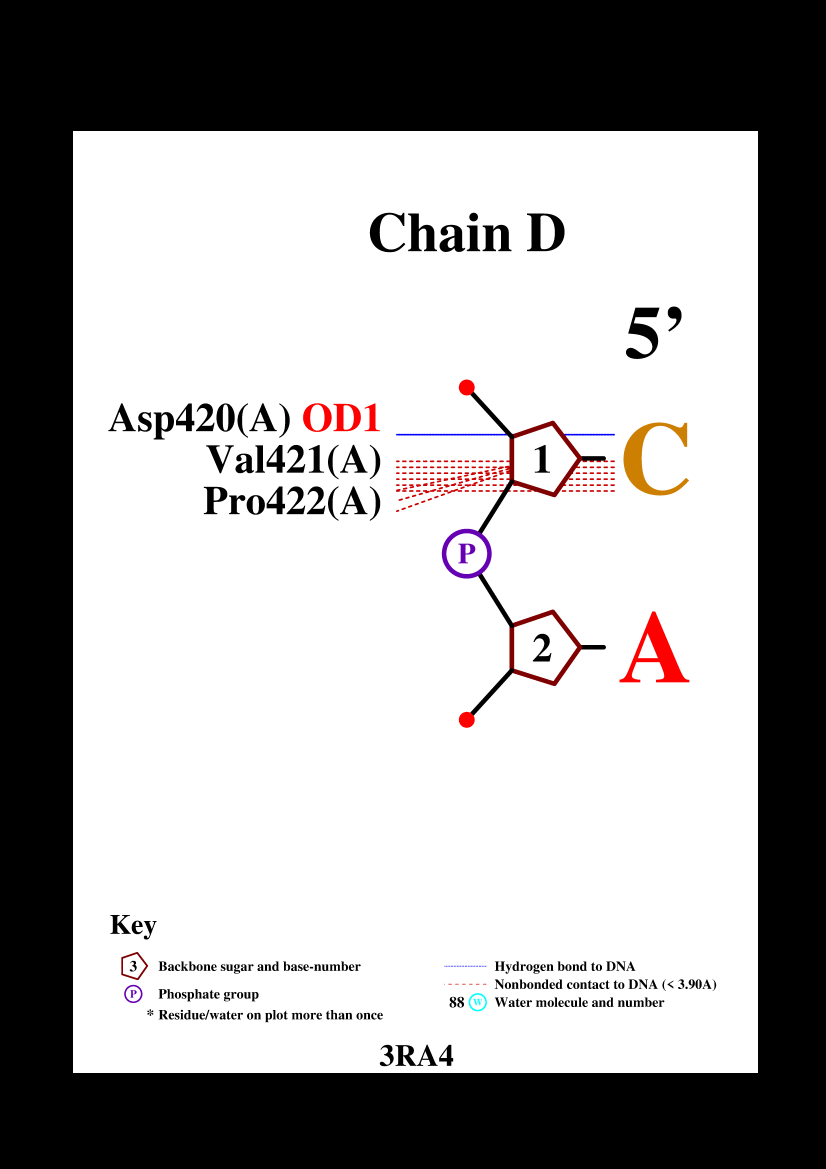 Chain D
5’
Asp420(A) OD1
Val421(A)
Pro422(A)
1
C
P
2
A
Key
3 Backbone sugar and base-number
P Phosphate group
* Residue/water on plot more than once
Hydrogen bond to DNA
Nonbonded contact to DNA (< 3.90A)
88 W Water molecule and number
3RA4